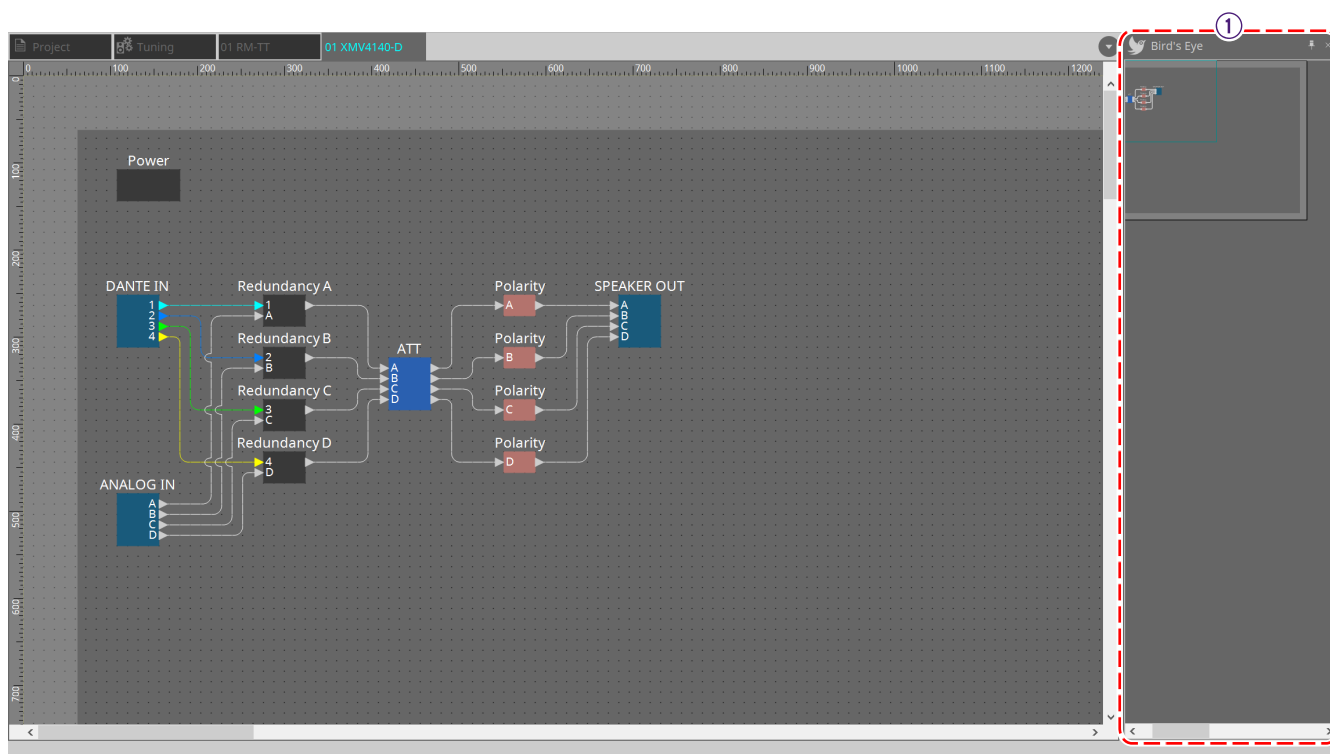 1
Project
Tuning
01 RM-TT
01 XMV4140-D
Bird's Eye
0 100 200 300 400 500 600 700 800 900 1000 1100 1200
0
100
200
300
400
500
600
700
Power
DANTE IN
1
2
3
4
Redundancy A
1
A
Redundancy B
2
B
Redundancy C
3
C
Redundancy D
4
D
ANALOG IN
A
B
C
D
ATT
A
B
C
D
Polarity
A
Polarity
B
Polarity
C
Polarity
D
SPEAKER OUT
A
B
C
D